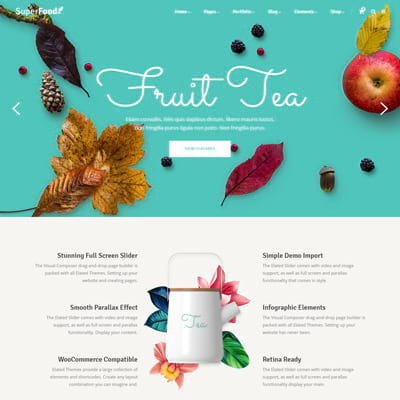 SuperFood
Home Pages Portfolio Blog Elements Shop
Fruit Tea
Etiam convallis, felis quis dapibus dictum, libero mauris luctus,
non fringilla purus ligula non justo. Non fringilla purus.
Stunning Full Screen Slider
The Visual Composer drag and drop page builder is
packed with all Elated Themes. Setting up your
website and creating pages.
Smooth Parallax Effect
The Elated Slider comes with video and image
support, as well as full screen and parallax
functionality. Display your content.
WooCommerce Compatible
Elated Themes provide a large collection of
elements and shortcodes. Create any layout
combination you can imagine and.
Tea
Simple Demo Import
The Elated Slider comes with video and image
support, as well as full screen and parallax
functionality that comes in style.
Infographic Elements
The Visual Composer drag and drop page builder is
packed with all Elated Themes. Setting up your
website has never been.
Retina Ready
The Elated Slider comes with video and image
support, as well as full screen and parallax
functionality display your main.